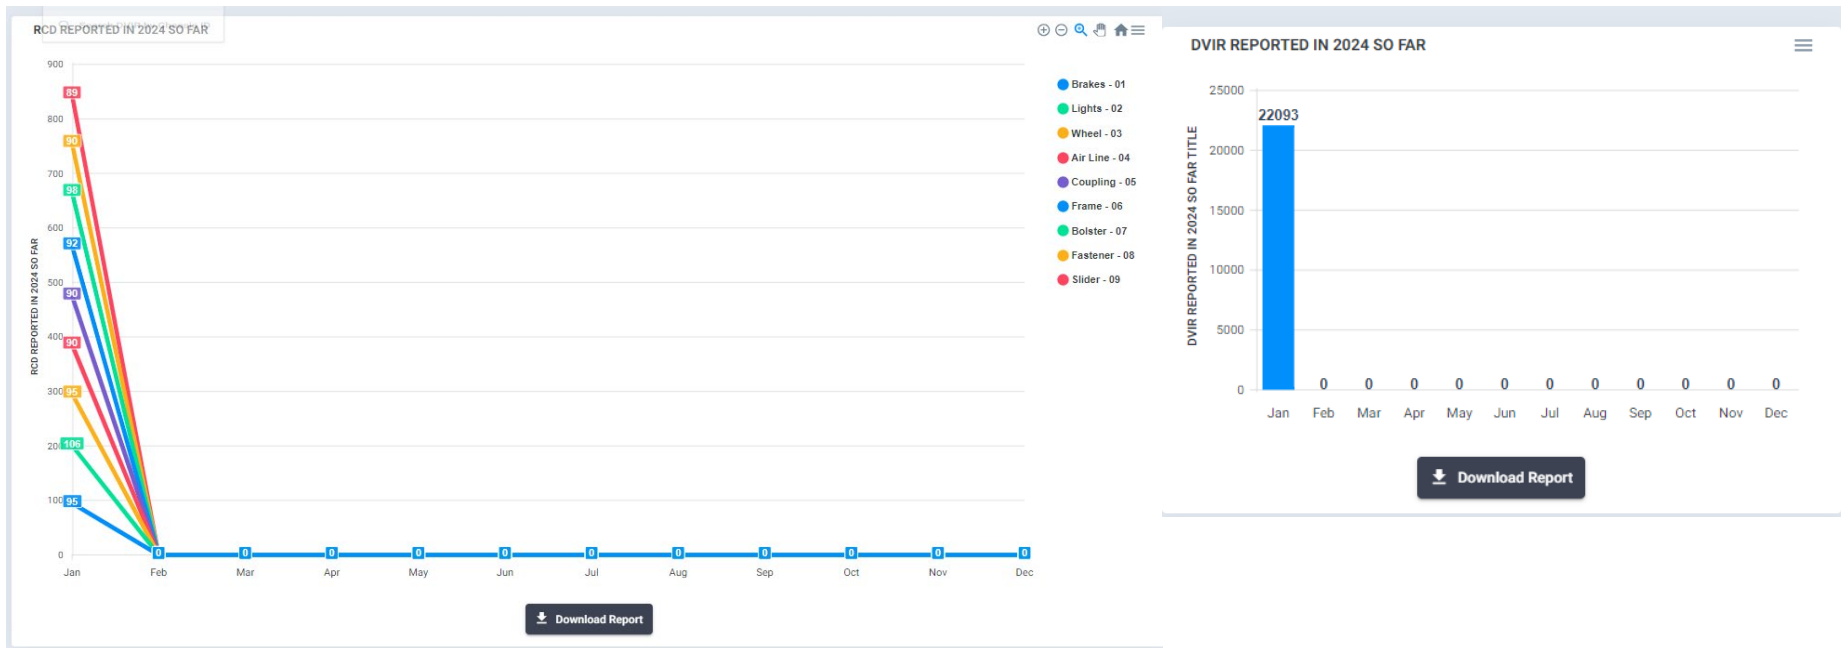 RCD REPORTED IN 2024 SO FAR
RCD REPORTED IN 2024 SO FAR
900
800
700
600
500
400
300
200
100
0
89
90
98
92
90
90
95
106
95
0 0 0 0 0 0 0 0 0 0 0
Jan Feb Mar Apr May Jun Jul Aug Sep Oct Nov Dec
Brakes - 01
Lights - 02
Wheel - 03
Air Line - 04
Coupling - 05
Frame - 06
Bolster - 07
Fastener - 08
Slider - 09
Download Report
DVIR REPORTED IN 2024 SO FAR
DVIR REPORTED IN 2024 SO FAR TITLE
25000
20000
15000
10000
5000
0
22093
0 0 0 0 0 0 0 0 0 0 0
Jan Feb Mar Apr May Jun Jul Aug Sep Oct Nov Dec
Download Report